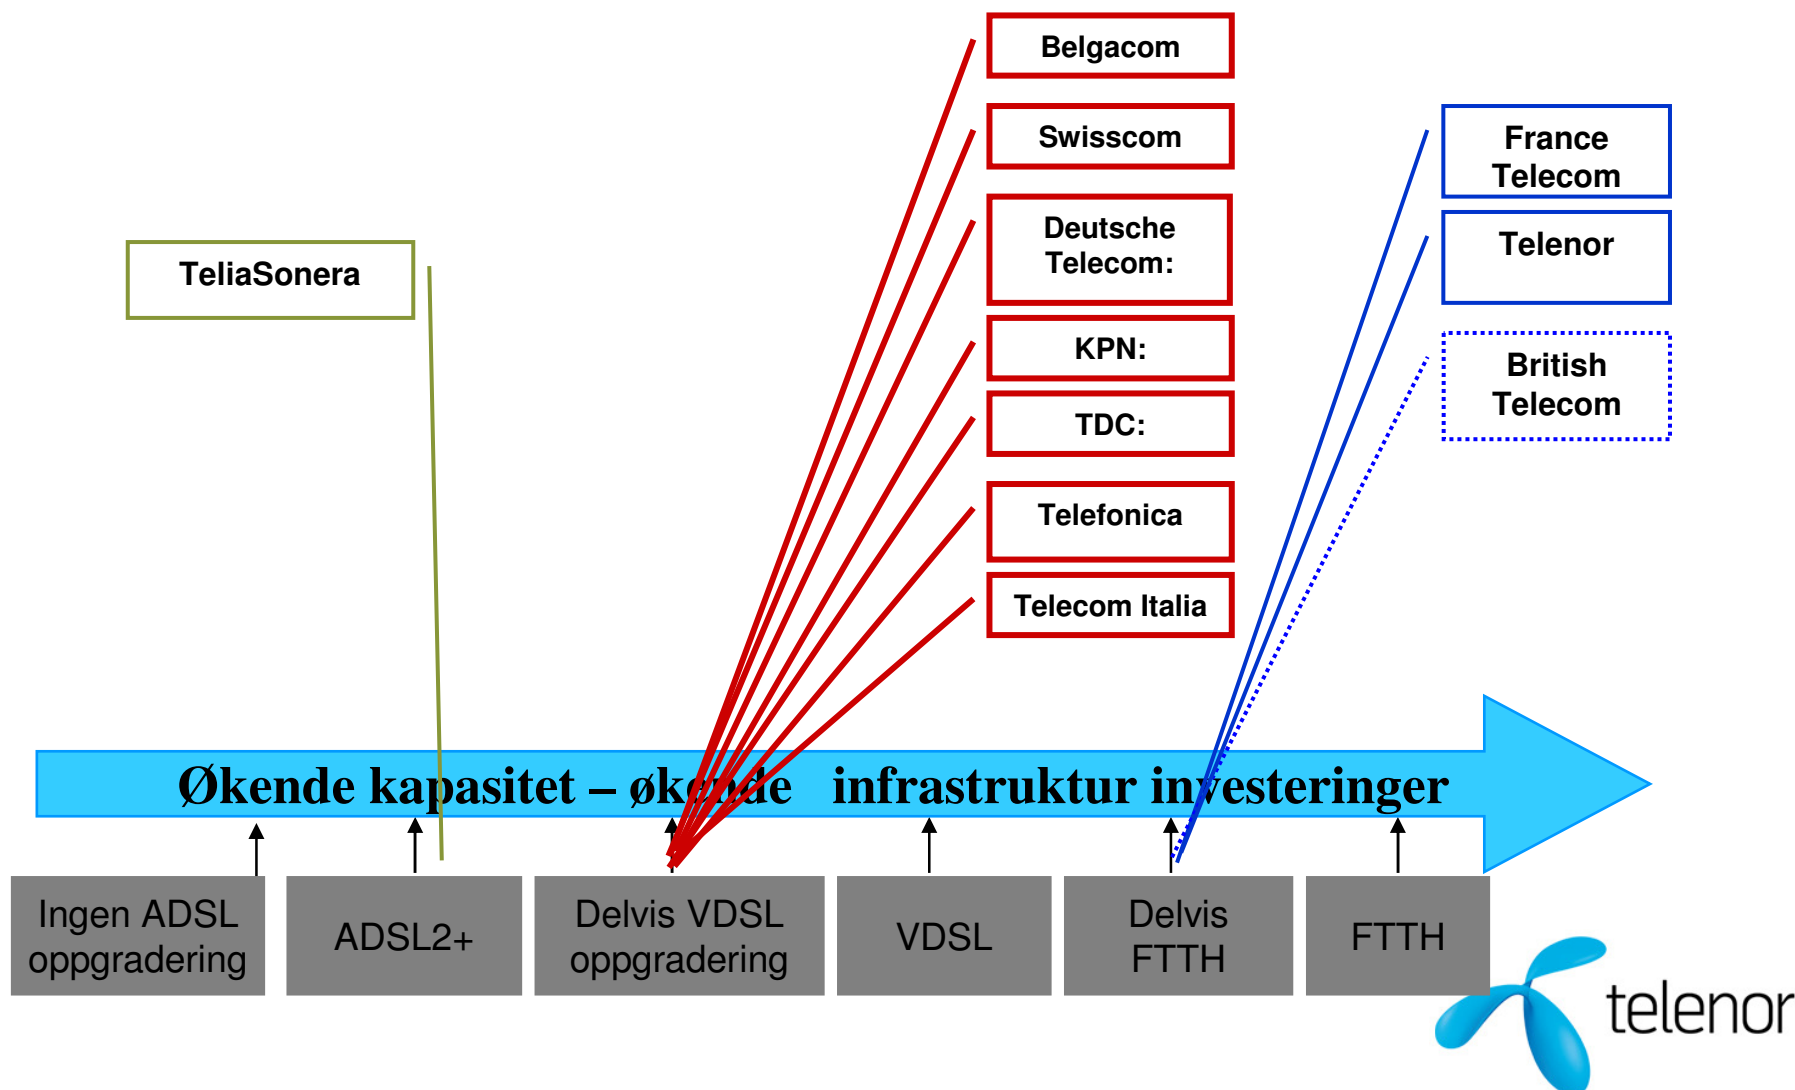 Belgacom
Swisscom
Deutsche
Telecom:
KPN:
TDC:
Telefonica
Telecom Italia
France
Telecom
Telenor
British
Telecom
TeliaSonera
Økende kapasitet – økende   infrastruktur investeringer
Ingen ADSL
oppgradering
ADSL2+
Delvis VDSL
oppgradering
VDSL
Delvis
FTTH
FTTH
telenor